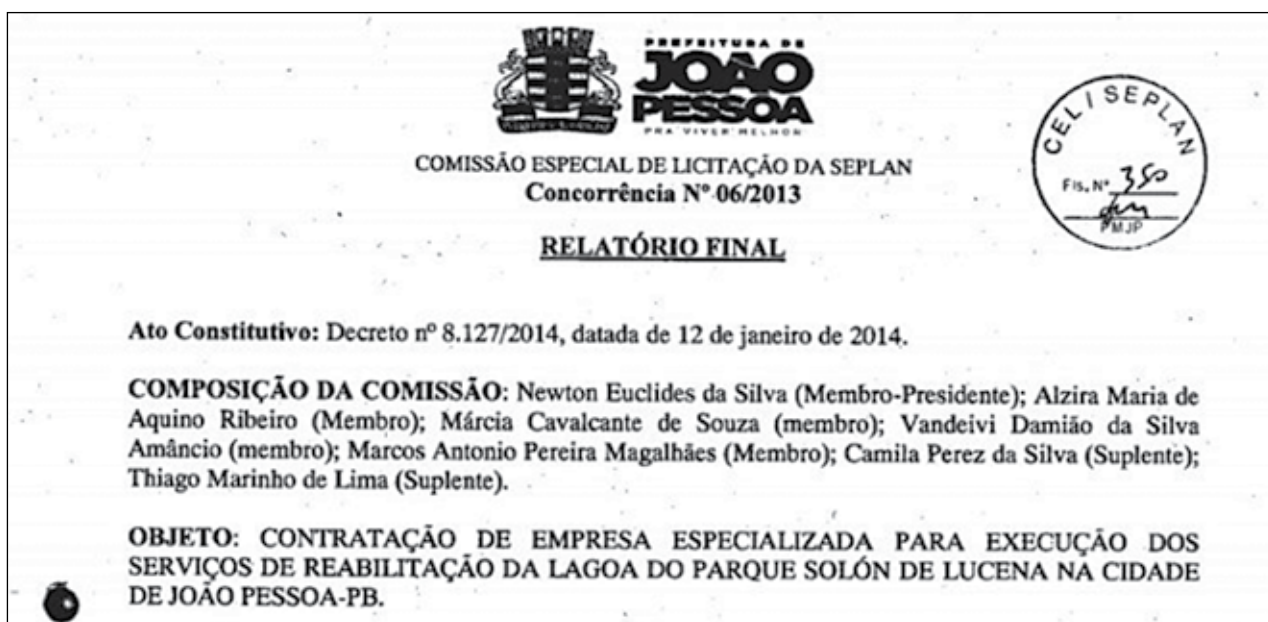 PREFEITURA DE
JOÃO
PESSOA
PRA VIVER MELHOR
CELISEPLAN
Fls. Nº 350
PMJP
COMISSÃO ESPECIAL DE LICITAÇÃO DA SEPLAN
Concorrência Nº 06/2013
RELATÓRIO FINAL
Ato Constitutivo: Decreto nº 8.127/2014, datada de 12 de janeiro de 2014.
COMPOSIÇÃO DA COMISSÃO: Newton Euclides da Silva (Membro-Presidente); Alzira Maria de
Aquino Ribeiro (Membro); Márcia Cavalcante de Souza (membro); Vandeivi Damião da Silva
Amâncio (membro); Marcos Antonio Pereira Magalhães (Membro); Camila Perez da Silva (Suplente);
Thiago Marinho de Lima (Suplente).
OBJETO: CONTRATAÇÃO DE EMPRESA ESPECIALIZADA PARA EXECUÇÃO DOS
SERVIÇOS DE REABILITAÇÃO DA LAGOA DO PARQUE SOLÓN DE LUCENA NA CIDADE
DE JOÃO PESSOA-PB.